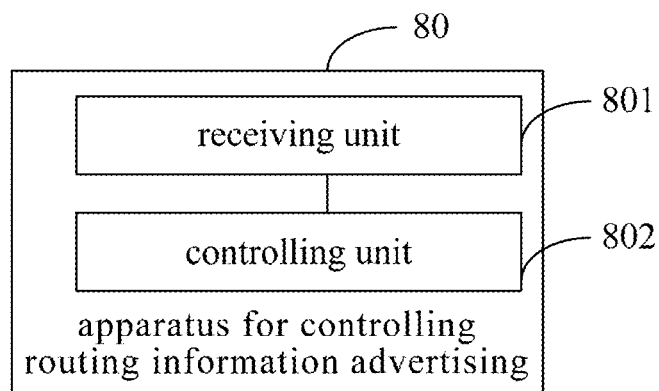 80
receiving unit
801
controlling unit
802
apparatus for controlling
routing information advertising